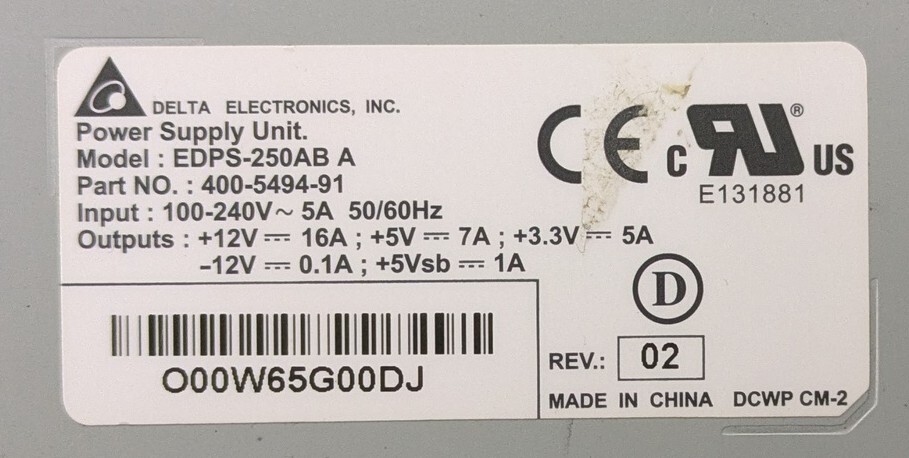 DELTA ELECTRONICS, INC.
Power Supply Unit.
Model : EDPS-250AB A
Part NO. : 400-5494-91
Input : 100-240V~ 5A 50/60Hz
Outputs : +12V ⎓ 16A ; +5V ⎓ 7A ; +3.3V ⎓ 5A
–12V ⎓ 0.1A ; +5Vsb ⎓ 1A
CE c RU® US
E131881
D
O00W65G00DJ
REV.: 02
MADE IN CHINA DCWP CM-2